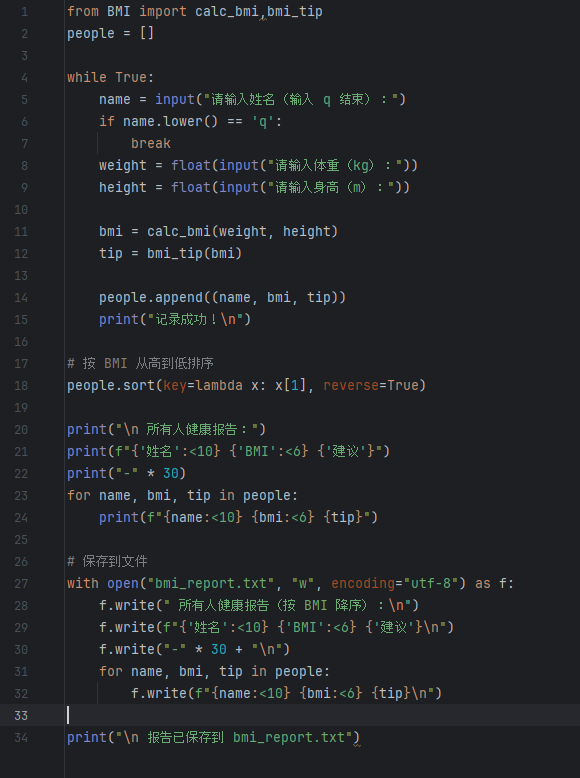 1 from BMI import calc_bmi,bmi_tip
2 people = []
3
4 while True:
5     name = input("请输入姓名（输入 q 结束）：")
6     if name.lower() == 'q':
7         break
8     weight = float(input("请输入体重（kg）："))
9     height = float(input("请输入身高（m）："))
10
11     bmi = calc_bmi(weight, height)
12     tip = bmi_tip(bmi)
13
14     people.append((name, bmi, tip))
15     print("记录成功！\n")
16
17 # 按 BMI 从高到低排序
18 people.sort(key=lambda x: x[1], reverse=True)
19
20 print("\n 所有人健康报告：")
21 print(f"{'姓名':<10} {'BMI':<6} {'建议'}")
22 print("-" * 30)
23 for name, bmi, tip in people:
24     print(f"{name:<10} {bmi:<6} {tip}")
25
26 # 保存到文件
27 with open("bmi_report.txt", "w", encoding="utf-8") as f:
28     f.write(" 所有人健康报告（按 BMI 降序）：\n")
29     f.write(f"{'姓名':<10} {'BMI':<6} {'建议'}\n")
30     f.write("-" * 30 + "\n")
31     for name, bmi, tip in people:
32         f.write(f"{name:<10} {bmi:<6} {tip}\n")
33
34 print("\n 报告已保存到 bmi_report.txt")